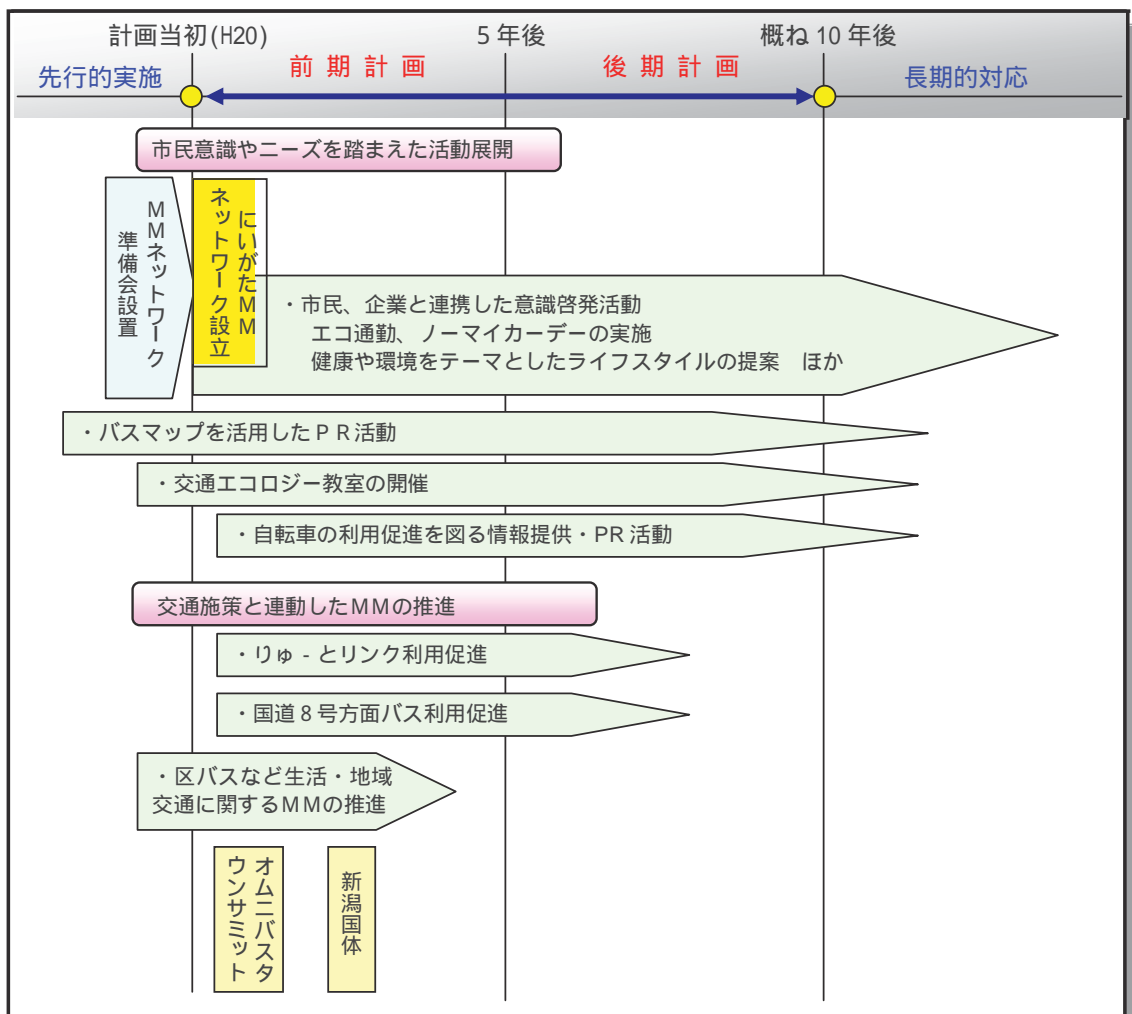 計画当初(H20)
5年後
概ね10年後
先行的実施
前期計画
後期計画
長期的対応
市民意識やニーズを踏まえた活動展開
MMネットワーク
準備会設置
にいがたMM
ネットワーク設立
・市民、企業と連携した意識啓発活動
エコ通勤、ノーマイカーデーの実施
健康や環境をテーマとしたライフスタイルの提案　ほか
・バスマップを活用したPR活動
・交通エコロジー教室の開催
・自転車の利用促進を図る情報提供・PR活動
交通施策と連動したMMの推進
・りゅ-とリンク利用促進
・国道8号方面バス利用促進
・区バスなど生活・地域
交通に関するMMの推進
オムニバスタ
ウンサミット
新潟国体